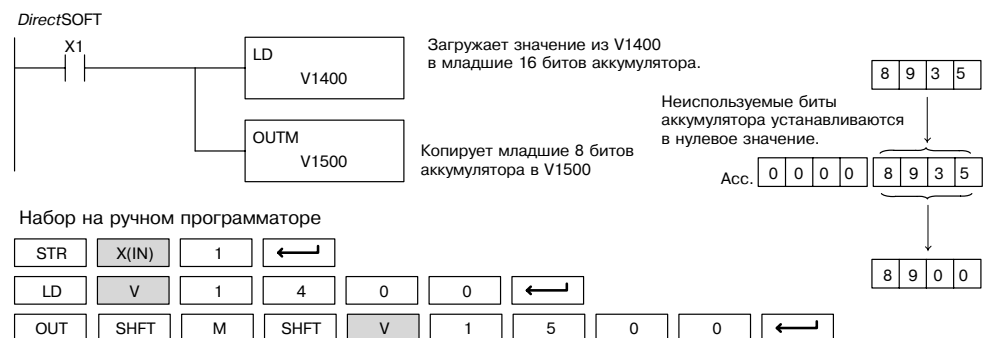 DirectSOFT
X1
LD
V1400
Загружает значение из V1400
в младшие 16 битов аккумулятора.
8 9 3 5
Неиспользуемые биты
аккумулятора устанавливаются
в нулевое значение.
OUTM
V1500
Копирует младшие 8 битов
аккумулятора в V1500
Acc. 0 0 0 0 8 9 3 5
8 9 0 0
Набор на ручном программаторе
STR X(IN) 1
LD V 1 4 0 0
OUT SHFT M SHFT V 1 5 0 0